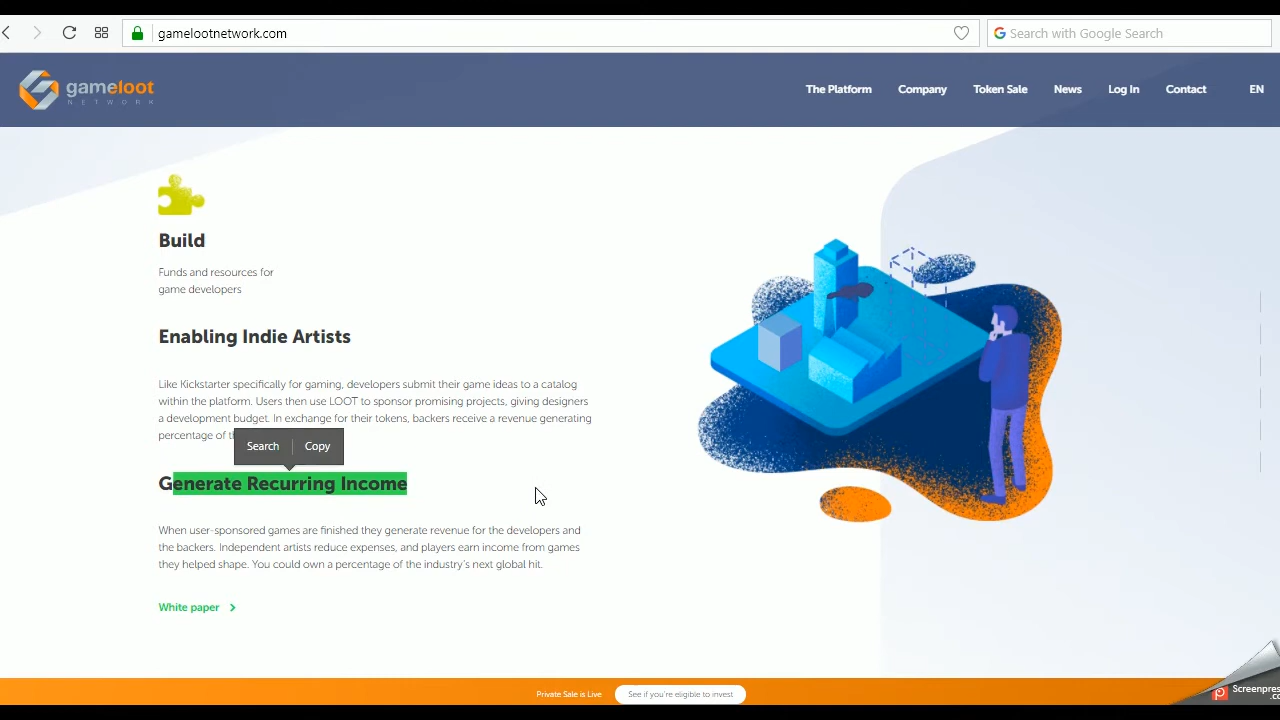 gamelootnetwork.com
Search with Google Search
gameloot
NETWORK
The Platform
Company
Token Sale
News
Log In
Contact
EN
Build
Funds and resources for
game developers
Enabling Indie Artists
Like Kickstarter specifically for gaming, developers submit their game ideas to a catalog
within the platform. Users then use LOOT to sponsor promising projects, giving designers
a development budget. In exchange for their tokens, backers receive a revenue generating
percentage of
Search
Copy
Generate Recurring Income
When user-sponsored games are finished they generate revenue for the developers and
the backers. Independent artists reduce expenses, and players earn income from games
they helped shape. You could own a percentage of the industry's next global hit.
White paper
Private Sale is Live
See if you're eligible to invest